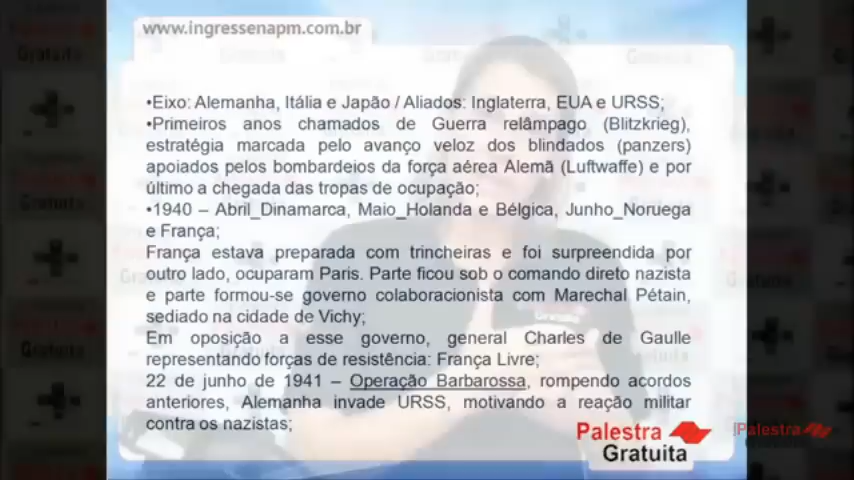 www.ingressenapm.com.br
•Eixo: Alemanha, Itália e Japão / Aliados: Inglaterra, EUA e URSS;
•Primeiros anos chamados de Guerra relâmpago (Blitzkrieg),
estratégia marcada pelo avanço veloz dos blindados (panzers)
apoiados pelos bombardeios da força aérea Alemã (Luftwaffe) e por
último a chegada das tropas de ocupação;
•1940 – Abril_Dinamarca, Maio_Holanda e Bélgica, Junho_Noruega
e França;
França estava preparada com trincheiras e foi surpreendida por
outro lado, ocuparam Paris. Parte ficou sob o comando direto nazista
e parte formou-se governo colaboracionista com Marechal Pétain,
sediado na cidade de Vichy;
Em oposição a esse governo, general Charles de Gaulle
representando forças de resistência: França Livre;
22 de junho de 1941 – Operação Barbarossa, rompendo acordos
anteriores, Alemanha invade URSS, motivando a reação militar
contra os nazistas;
Palestra
Gratuita
Palestra
Gratuita